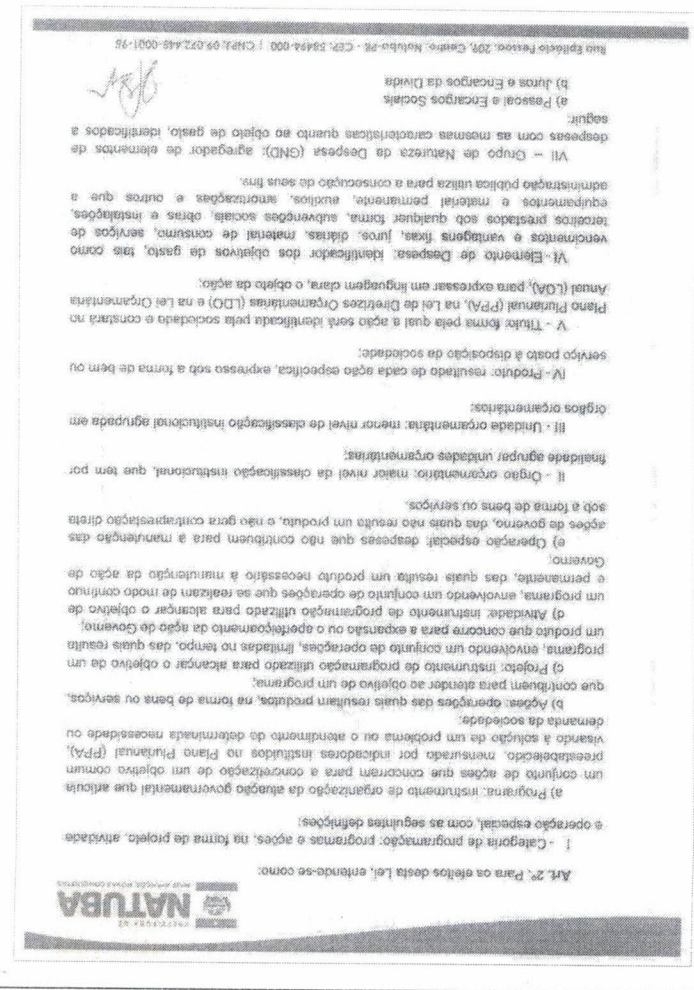 PREFEITURA DE
NATUBA
Art. 2º. Para os efeitos desta Lei, entende-se como:
I - Categoria de programação: programas e ações, na forma de projeto, atividade
e operação especial, com as seguintes definições:
a) Programa: instrumento de organização da atuação governamental que articula
um conjunto de ações que concorrem para a concretização de um objetivo comum
preestabelecido, mensurado por indicadores instituídos no Plano Plurianual (PPA),
visando à solução de um problema ou o atendimento de determinada necessidade ou
demanda da sociedade;
b) Ações: operações das quais resultam produtos, na forma de bens ou serviços,
que contribuem para atender ao objetivo de um programa;
c) Projeto: instrumento de programação utilizado para alcançar o objetivo de um
programa, envolvendo um conjunto de operações, limitadas no tempo, das quais resulta
um produto que concorre para a expansão ou o aperfeiçoamento da ação de Governo;
d) Atividade: instrumento de programação utilizado para alcançar o objetivo de
um programa, envolvendo um conjunto de operações que se realizam de modo contínuo
e permanente, das quais resulta um produto necessário à manutenção da ação de
Governo;
e) Operação especial: despesas que não contribuem para a manutenção das
ações de governo, das quais não resulta um produto, e não gera contraprestação direta
sob a forma de bens ou serviços.
II - Órgão orçamentário: maior nível da classificação institucional, que tem por
finalidade agrupar unidades orçamentárias;
III - Unidade orçamentária: menor nível de classificação institucional agrupada em
órgãos orçamentários;
IV - Produto: resultado de cada ação específica, expresso sob a forma de bem ou
serviço posto à disposição da sociedade;
V - Título: forma pela qual a ação será identificada pela sociedade e constará no
Plano Plurianual (PPA), na Lei de Diretrizes Orçamentárias (LDO) e na Lei Orçamentária
Anual (LOA), para expressar em linguagem clara, o objeto da ação;
VI - Elemento de Despesa: identificador dos objetivos de gasto, tais como
vencimentos e vantagens fixas, juros, diárias, material de consumo, serviços de
terceiros prestados sob qualquer forma, subvenções sociais, obras e instalações,
equipamentos e material permanente, auxílios, amortizações e outros que a
administração pública utiliza para a consecução de seus fins.
VII – Grupo de Natureza da Despesa (GND): agregador de elementos de
despesas com as mesmas características quanto ao objeto de gasto, identificados a
seguir:
a) Pessoal e Encargos Sociais
b) Juros e Encargos da Dívida
Rua Epitácio Pessoa, 209, Centro, Natuba-PB - CEP. 58494-000 | CNPJ. 09.072.448-0001-95